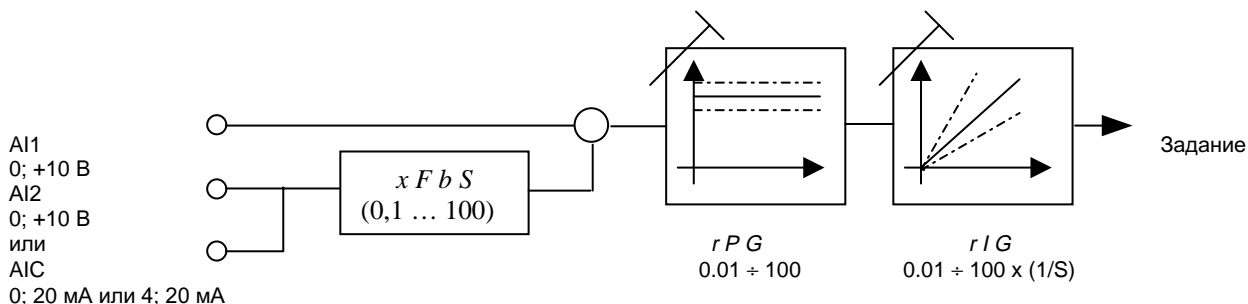 AI1
0; +10 В
AI2
0; +10 В
или
AIC
0; 20 мА или 4; 20 мА
x F b S
(0,1 … 100)
r P G
0.01 ÷ 100
r I G
0.01 ÷ 100 x (1/S)
Задание